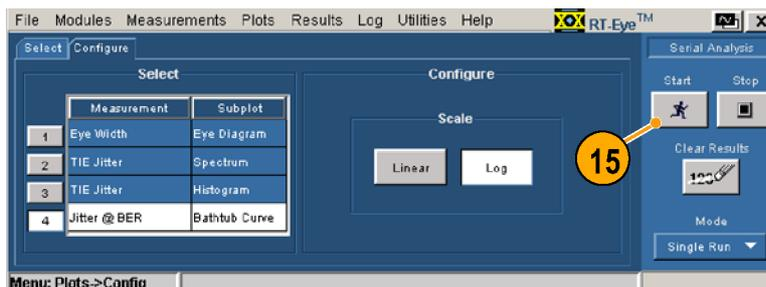 File Modules Measurements Plots Results Log Utilities Help RT-Eye™ X
Select Configure Serial Analysis
Select Configure
Start Stop
Measurement Subplot
Scale
1 Eye Width Eye Diagram
15
2 TIE Jitter Spectrum
Linear Log
Clear Results
3 TIE Jitter Histogram
123
4 Jitter @ BER Bathtub Curve
Mode
Single Run
Menu: Plots->Config